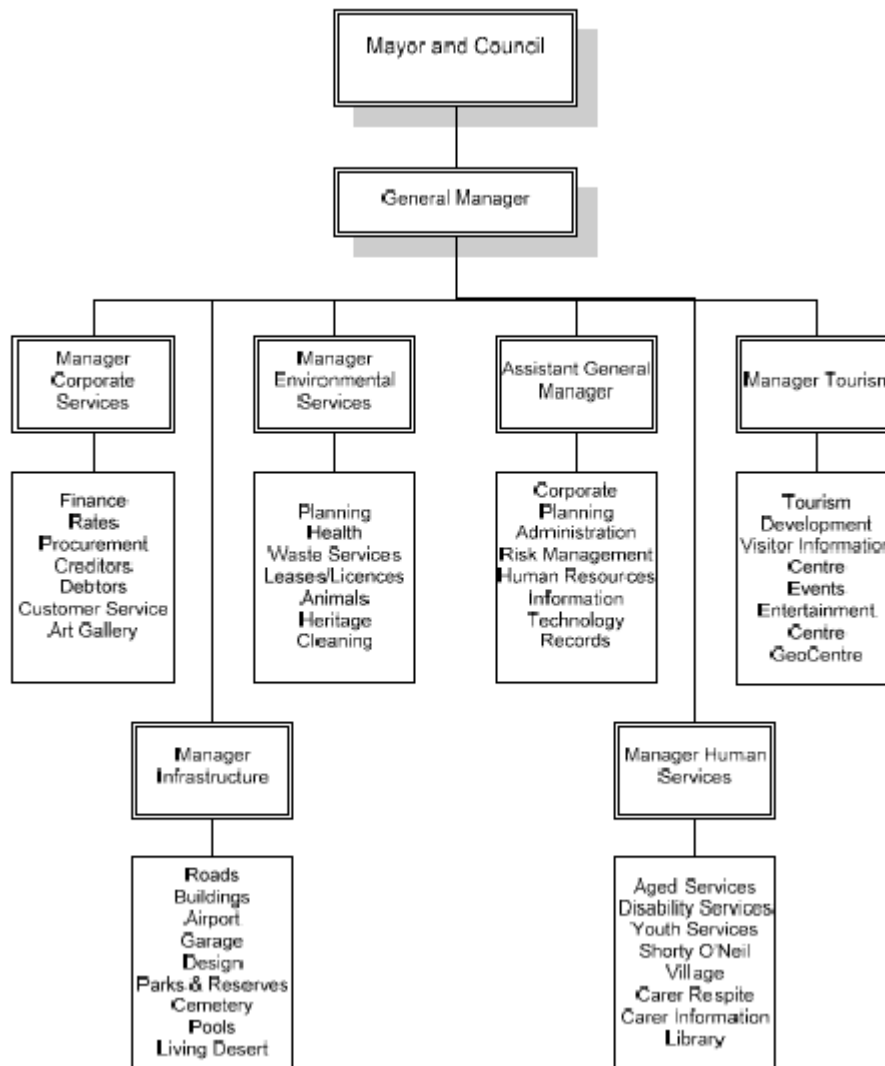 Mayor and Council
General Manager
Manager
Corporate
Services
Manager
Environmental
Services
Assistant General
Manager
Manager Tourism
Finance
Rates
Procurement
Creditors
Debtors
Customer Service
Art Gallery
Planning
Health
Waste Services
Leases/Licences
Animals
Heritage
Cleaning
Corporate
Planning
Administration
Risk Management
Human Resources
Information
Technology
Records
Tourism
Development
Visitor Information
Centre
Events
Entertainment
Centre
GeoCentre
Manager
Infrastructure
Manager Human
Services
Roads
Buildings
Airport
Garage
Design
Parks & Reserves
Cemetery
Pools
Living Desert
Aged Services
Disability Services
Youth Services
Shorty O'Neil
Village
Carer Respite
Carer Information
Library